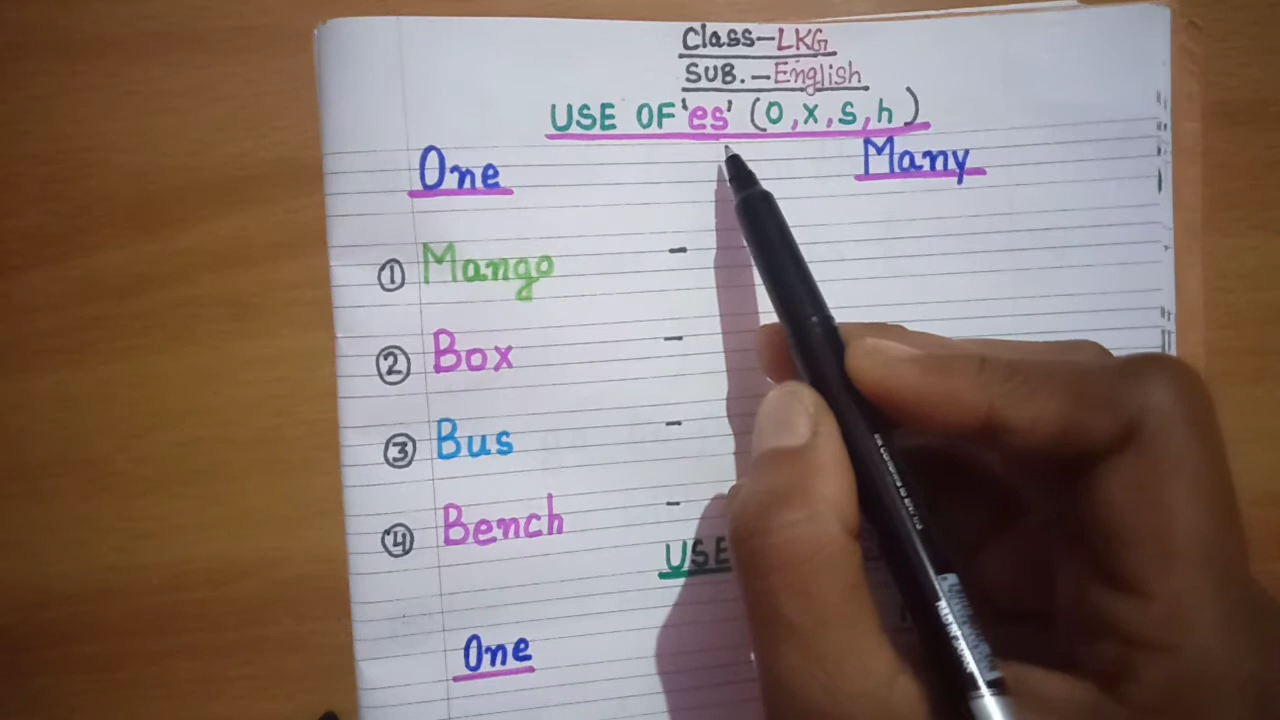 Class-LKG
SUB.-English
USE OF 'es' (O,x,s,h)
One Many
① Mango -
② Box -
③ Bus -
④ Bench -
USE
One